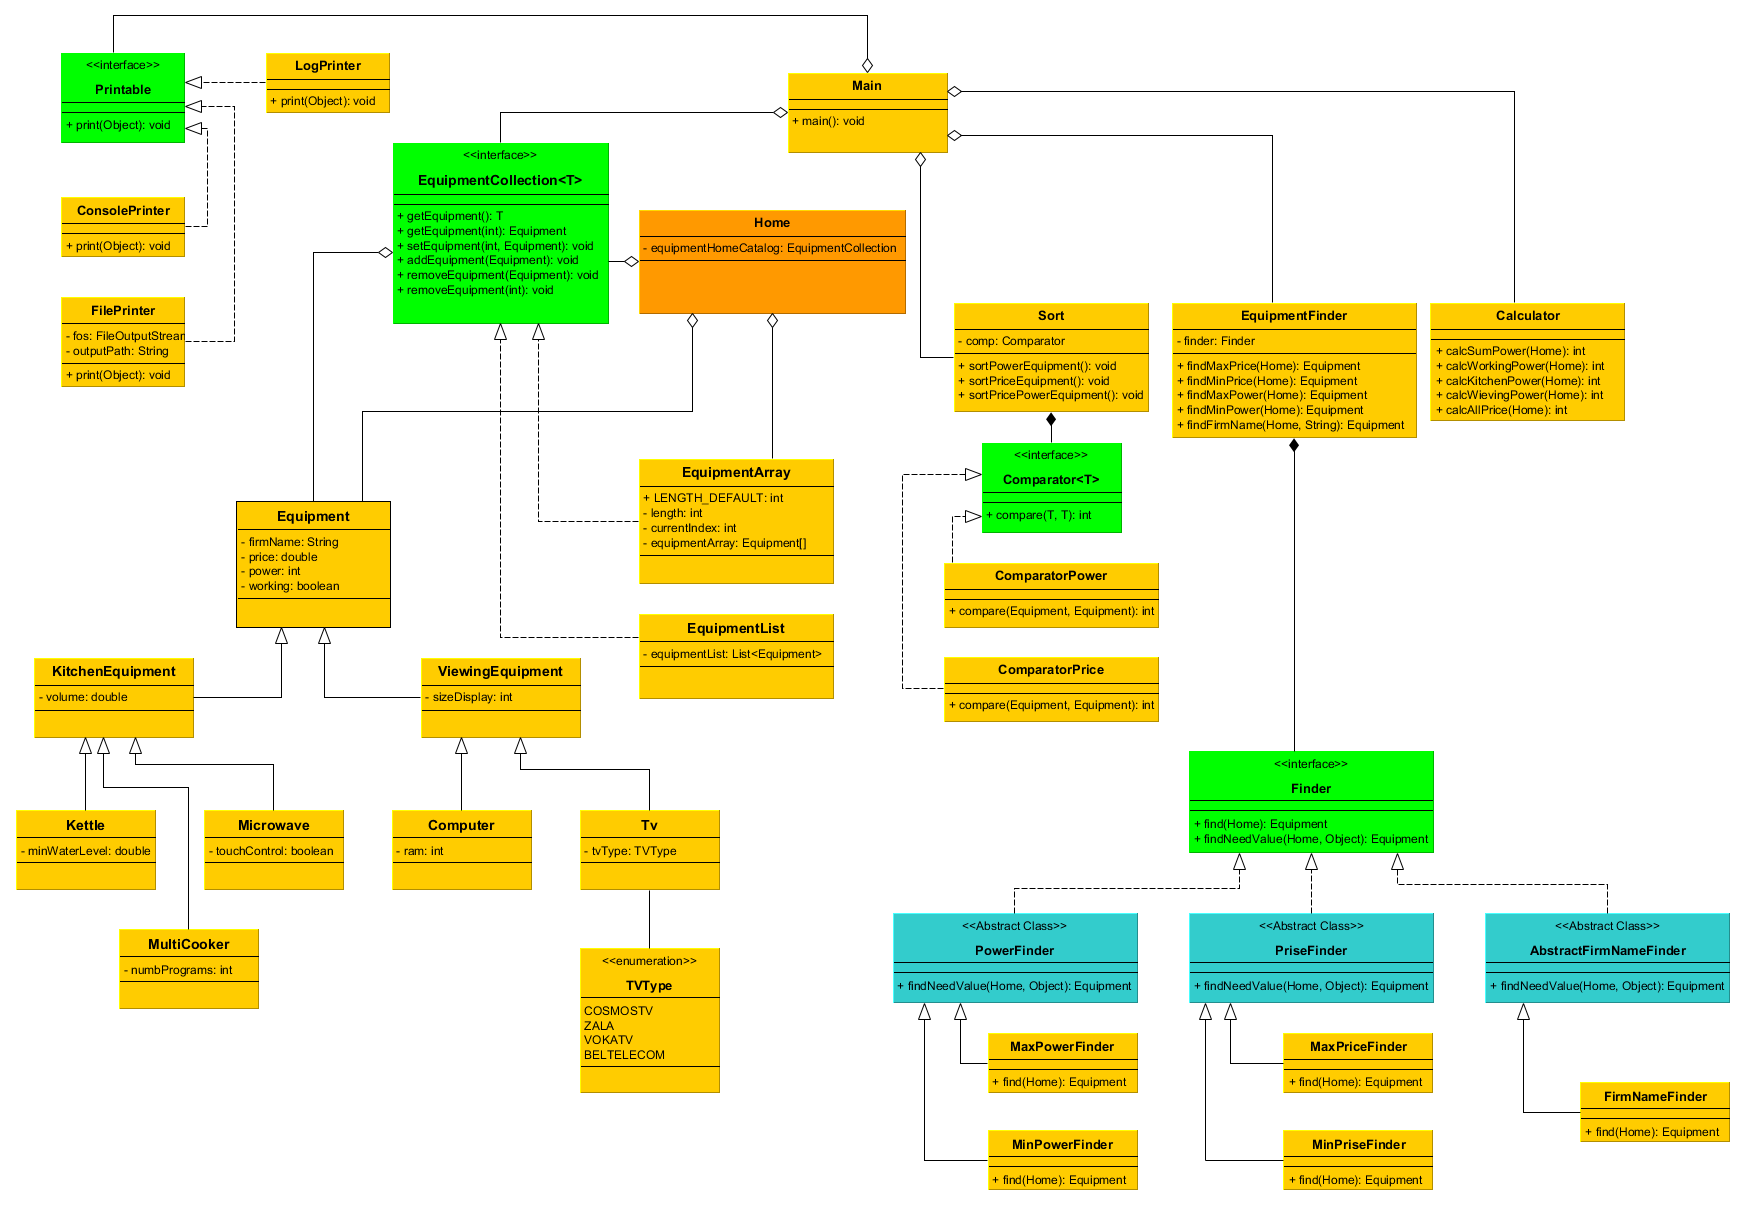 <<interface>>
Printable
+ print(Object): void
LogPrinter
+ print(Object): void
Main
+ main(): void
<<interface>>
EquipmentCollection<T>
+ getEquipment(): T
+ getEquipment(int): Equipment
+ setEquipment(int, Equipment): void
+ addEquipment(Equipment): void
+ removeEquipment(Equipment): void
+ removeEquipment(int): void
ConsolePrinter
+ print(Object): void
Home
- equipmentHomeCatalog: EquipmentCollection
FilePrinter
- fos: FileOutputStrean
- outputPath: String
+ print(Object): void
Sort
- comp: Comparator
+ sortPowerEquipment(): void
+ sortPriceEquipment(): void
+ sortPricePowerEquipment(): void
EquipmentFinder
- finder: Finder
+ findMaxPrice(Home): Equipment
+ findMinPrice(Home): Equipment
+ findMaxPower(Home): Equipment
+ findMinPower(Home): Equipment
+ findFirmName(Home, String): Equipment
Calculator
+ calcSumPower(Home): int
+ calcWorkingPower(Home): int
+ calcKitchenPower(Home): int
+ calcWievingPower(Home): int
+ calcAllPrice(Home): int
<<interface>>
Comparator<T>
+ compare(T, T): int
EquipmentArray
+ LENGTH_DEFAULT: int
- length: int
- currentIndex: int
- equipmentArray: Equipment[]
Equipment
- firmName: String
- price: double
- power: int
- working: boolean
ComparatorPower
+ compare(Equipment, Equipment): int
EquipmentList
- equipmentList: List<Equipment>
KitchenEquipment
- volume: double
ViewingEquipment
- sizeDisplay: int
ComparatorPrice
+ compare(Equipment, Equipment): int
<<interface>>
Finder
+ find(Home): Equipment
+ findNeedValue(Home, Object): Equipment
Kettle
- minWaterLevel: double
Microwave
- touchControl: boolean
Computer
- ram: int
Tv
- tvType: TVType
MultiCooker
- numbPrograms: int
<<enumeration>>
TVType
COSMOSTV
ZALA
VOKATV
BELTELECOM
<<Abstract Class>>
PowerFinder
+ findNeedValue(Home, Object): Equipment
<<Abstract Class>>
PriseFinder
+ findNeedValue(Home, Object): Equipment
<<Abstract Class>>
AbstractFirmNameFinder
+ findNeedValue(Home, Object): Equipment
MaxPowerFinder
+ find(Home): Equipment
MaxPriceFinder
+ find(Home): Equipment
FirmNameFinder
+ find(Home): Equipment
MinPowerFinder
+ find(Home): Equipment
MinPriseFinder
+ find(Home): Equipment